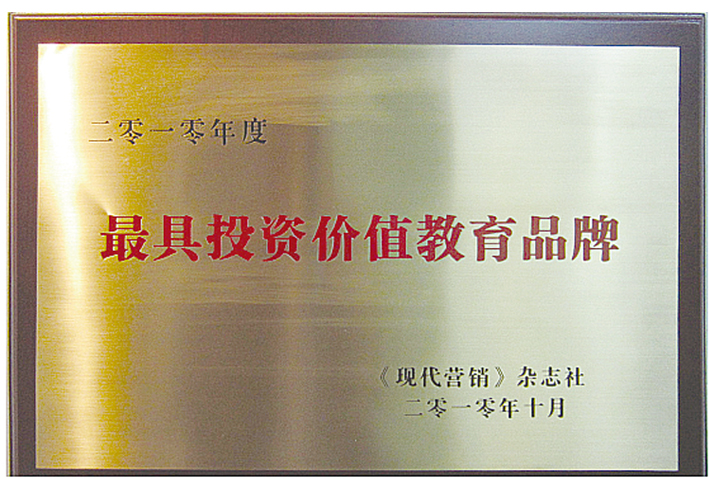 二零一零年度
最具投资价值教育品牌
《现代营销》杂志社
二零一零年十月